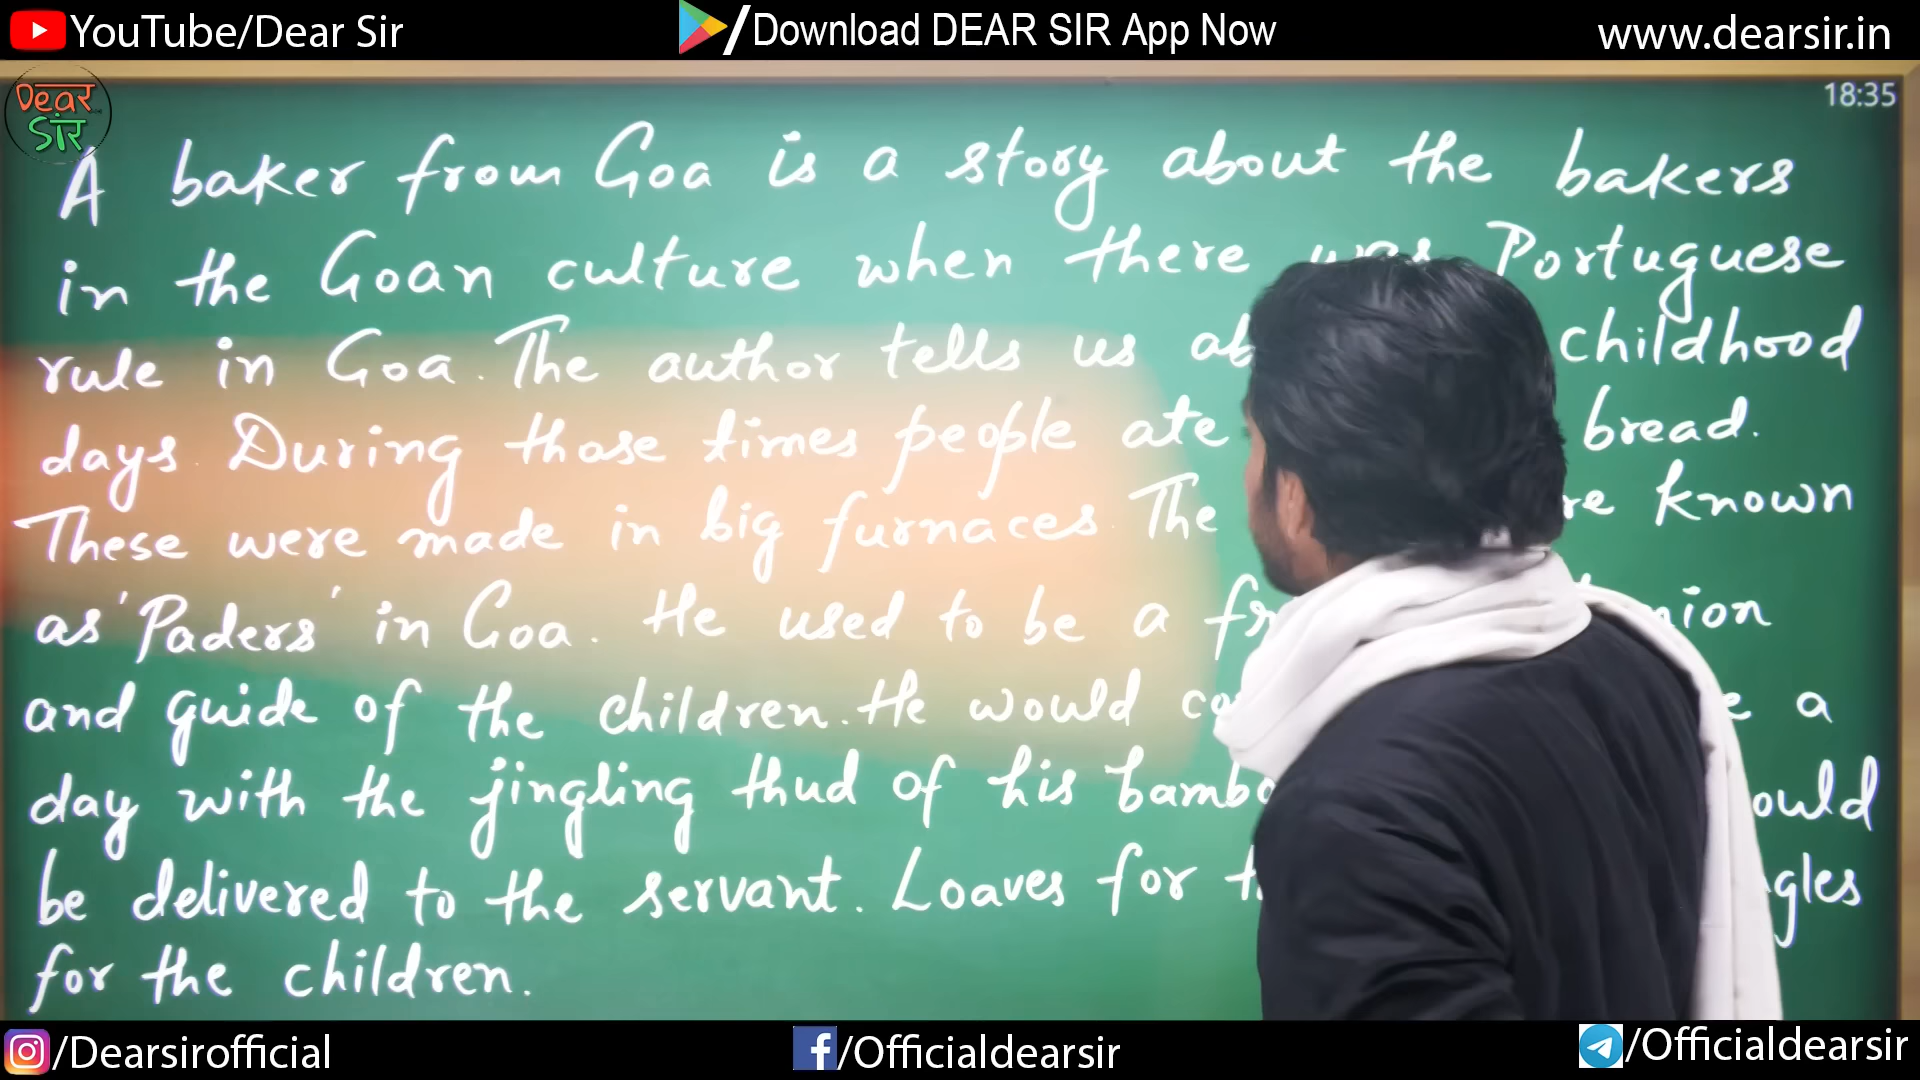 YouTube/Dear Sir
/Download DEAR SIR App Now
www.dearsir.in
Dear
Sir
18:35
A baker from Goa is a story about the bakers
in the Goan culture when there was Portuguese
rule in Goa. The author tells us childhood
days. During those times people ate bread.
These were made in big furnaces. The known
as 'Paders' in Goa. He used to be a
and guide of the children. He would a
day with the jingling thud of his
be delivered to the servant. Loaves for
for the children.
/Dearsirofficial
/Officialdearsir
/Officialdearsir